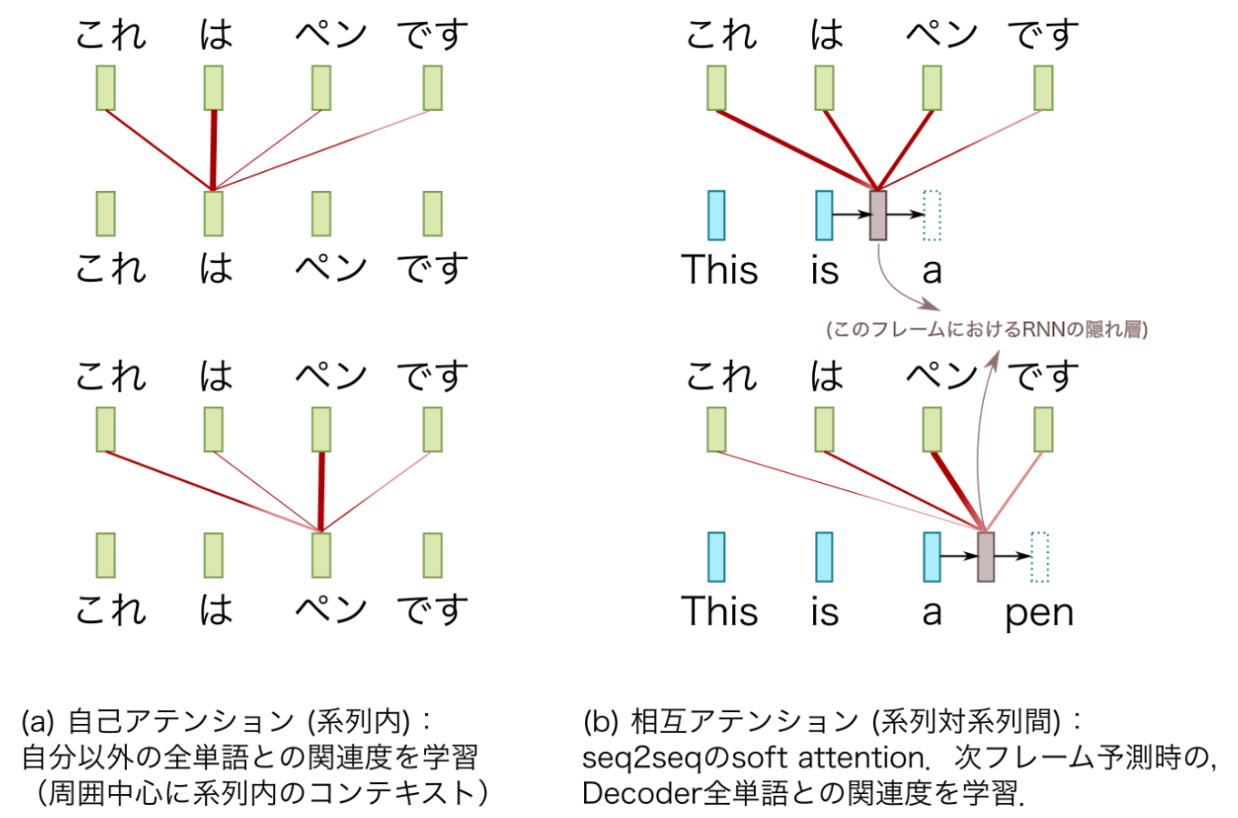 これ は ペン です
これ は ペン です
これ は ペン です
This is a
(このフレームにおけるRNNの隠れ層)
これ は ペン です
これ は ペン です
これ は ペン です
This is a pen
(a) 自己アテンション (系列内)：
自分以外の全単語との関連度を学習
（周囲中心に系列内のコンテキスト）
(b) 相互アテンション (系列対系列間)：
seq2seqのsoft attention．次フレーム予測時の,
Decoder全単語との関連度を学習．